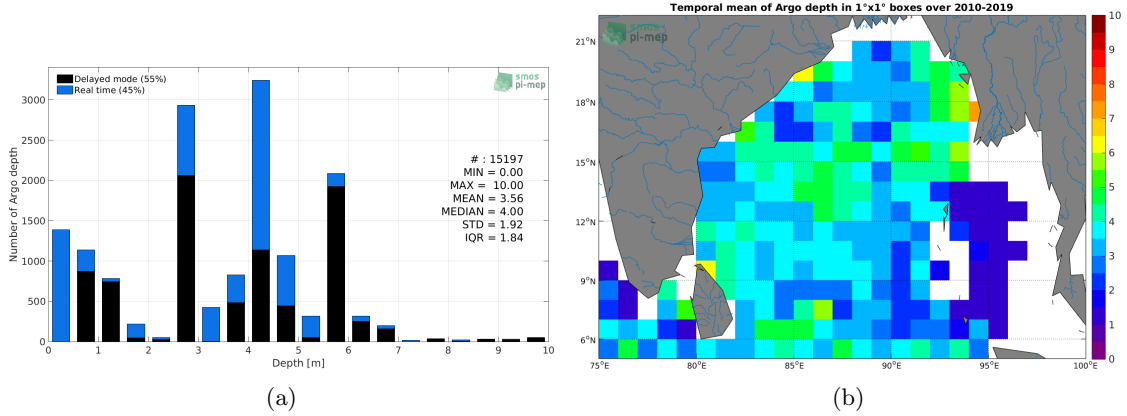 Delayed mode (55%)
Real time (45%)
smos
pi-mep
# : 15197
MIN = 0.00
MAX = 10.00
MEAN = 3.56
MEDIAN = 4.00
STD = 1.92
IQR = 1.84
Number of Argo depth
3000
2500
2000
1500
1000
500
0
0 1 2 3 4 5 6 7 8 9 10
Depth [m]
(a)
Temporal mean of Argo depth in 1°x1° boxes over 2010-2019
smos
pi-mep
21°N
18°N
15°N
12°N
9°N
6°N
75°E 80°E 85°E 90°E 95°E 100°E
10
9
8
7
6
5
4
3
2
1
0
(b)